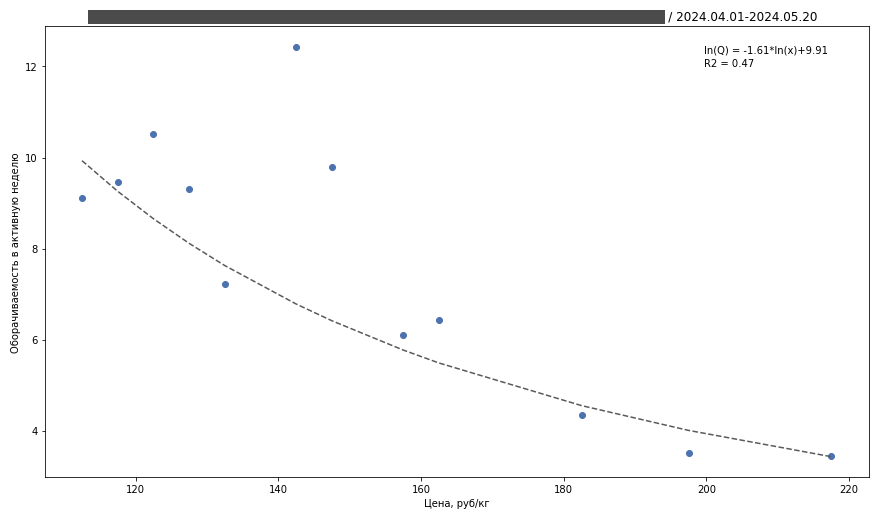 / 2024.04.01-2024.05.20
ln(Q) = -1.61*ln(x)+9.91
R2 = 0.47
Оборачиваемость в активную неделю
12
10
8
6
4
120 140 160 180 200 220
Цена, руб/кг